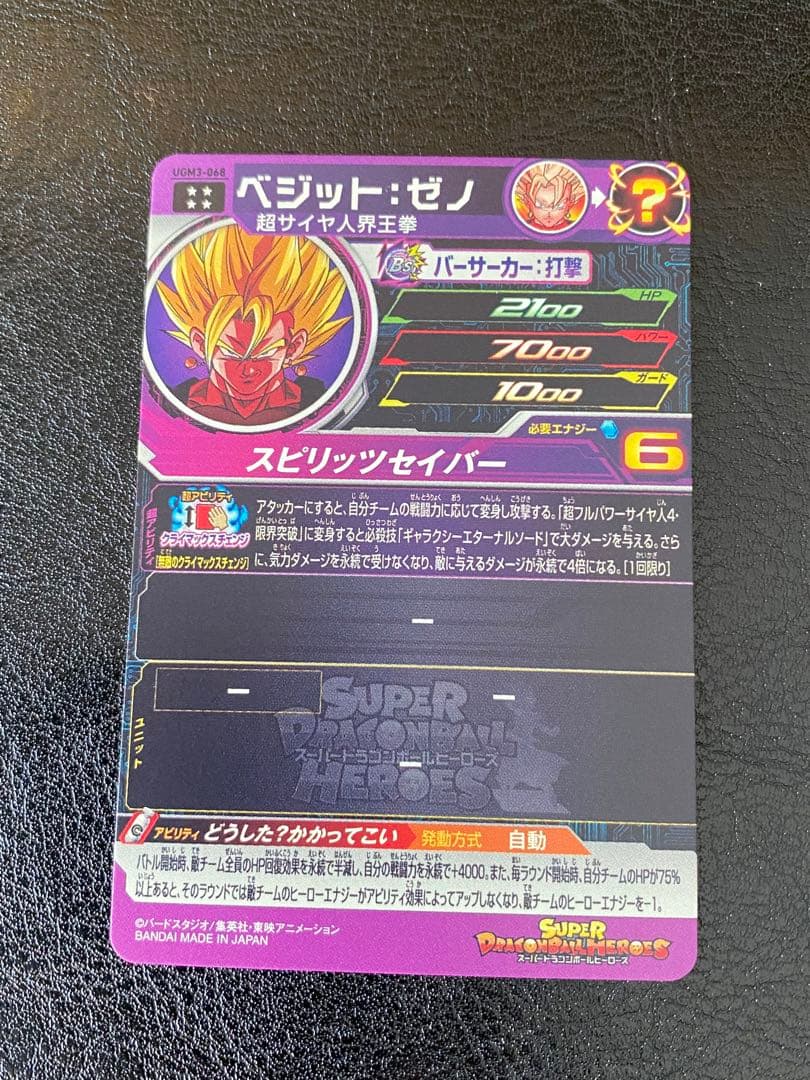 UGM3-068
★★
★★
ベジット:ゼノ
超サイヤ人界王拳
?
BS
バーサーカー:打撃
HP
2100
パワー
7000
ガード
1000
必要エナジー
6
スピリッツセイバー
超アビリティ
超アビリティ
クライマックスチェンジ
[無敵のクライマックスチェンジ]
アタッカーにすると、自分チームの戦闘力に応じて変身し攻撃する。「超フルパワーサイヤ人4・
限界突破」に変身すると必殺技「ギャラクシーエターナルソード」で大ダメージを与える。さら
に、気力ダメージを永続で受けなくなり、敵に与えるダメージが永続で4倍になる。[1回限り]
ー
ユニット
ー
ー
ー
SUPER
DRAGONBALL
スーパードラゴンボールヒーローズ
HEROES
アビリティ どうした?かかってこい 発動方式 自動
バトル開始時、敵チーム全員のHP回復効果を永続で半減し、自分の戦闘力を永続で+4000。また、毎ラウンド開始時、自分チームのHPが75%
以上あると、そのラウンドでは敵チームのヒーローエナジーがアビリティ効果によってアップしなくなり、敵チームのヒーローエナジーを-1。
©バードスタジオ/集英社・東映アニメーション
BANDAI MADE IN JAPAN
SUPER
DRAGONBALL HEROES
スーパードラゴンボールヒーローズ